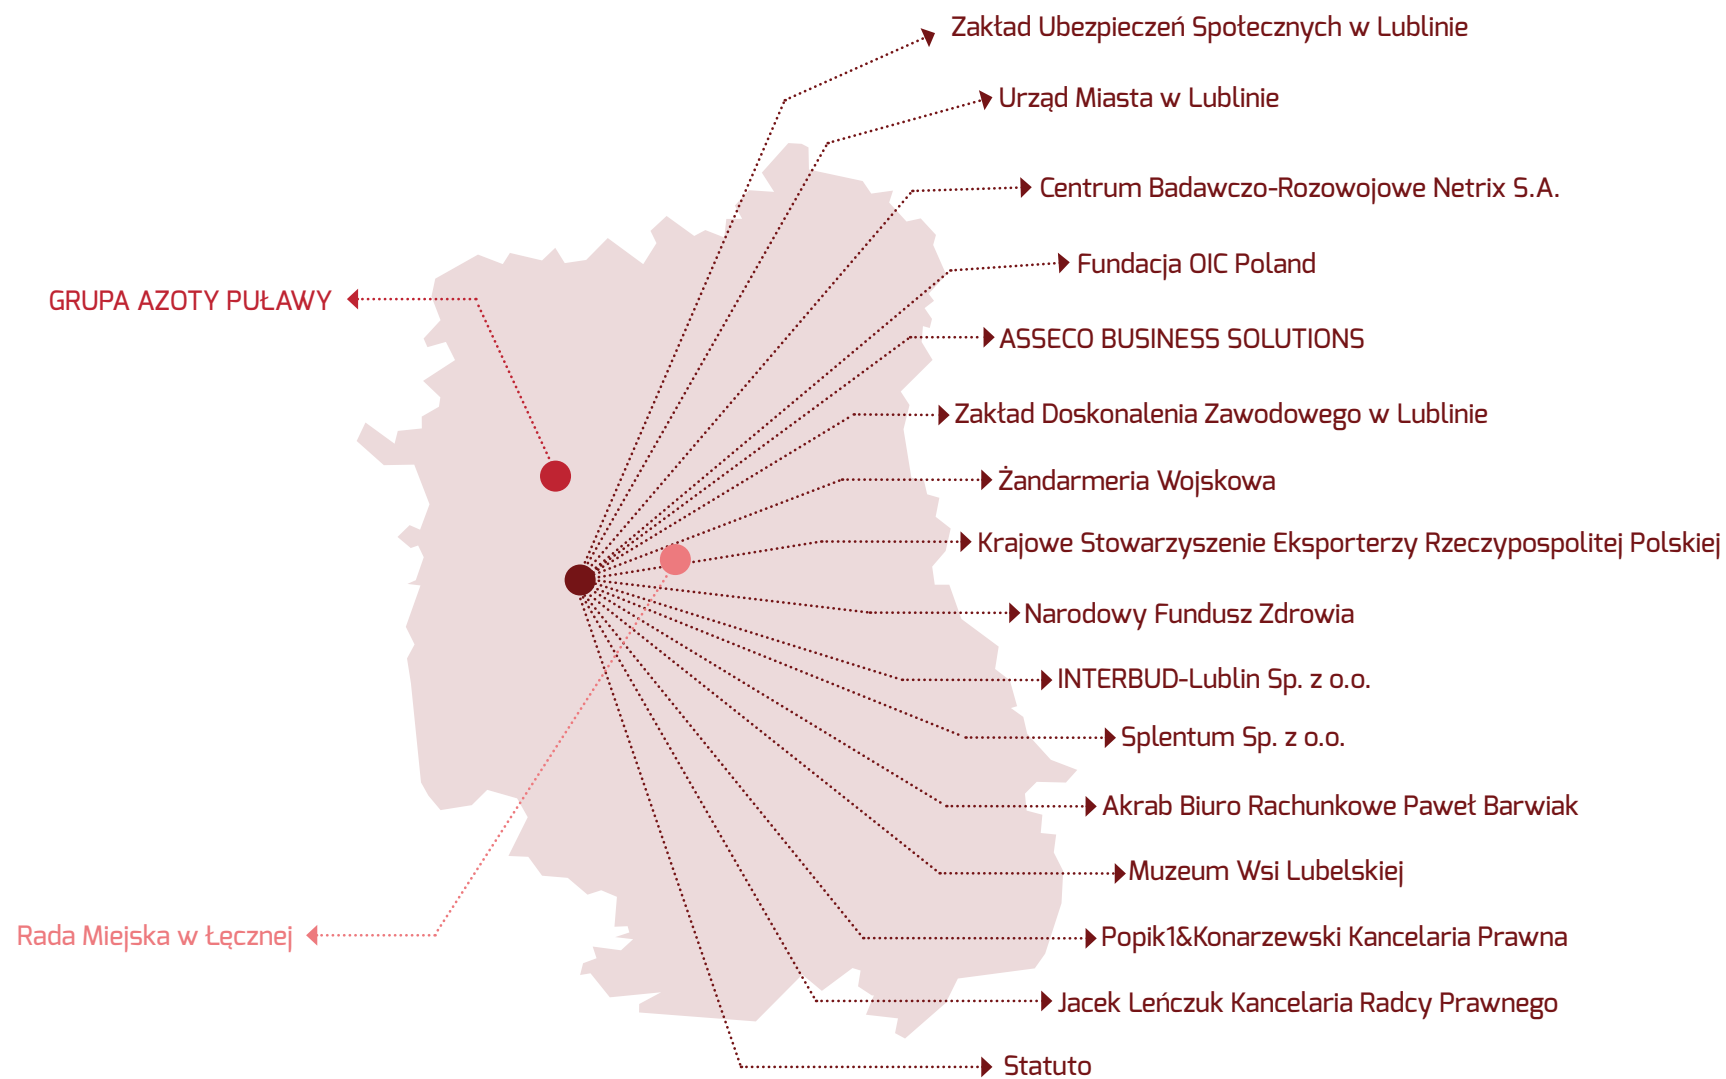 Zakład Ubezpieczeń Społecznych w Lublinie
Urząd Miasta w Lublinie
Centrum Badawczo-Rozowojowe Netrix S.A.
Fundacja OIC Poland
GRUPA AZOTY PUŁAWY
ASSECO BUSINESS SOLUTIONS
Zakład Doskonalenia Zawodowego w Lublinie
Żandarmeria Wojskowa
Krajowe Stowarzyszenie Eksporterzy Rzeczypospolitej Polskiej
Narodowy Fundusz Zdrowia
INTERBUD-Lublin Sp. z o.o.
Splentum Sp. z o.o.
Akrab Biuro Rachunkowe Paweł Barwiak
Muzeum Wsi Lubelskiej
Rada Miejska w Łęcznej
Popik1&Konarzewski Kancelaria Prawna
Jacek Leńczuk Kancelaria Radcy Prawnego
Statuto